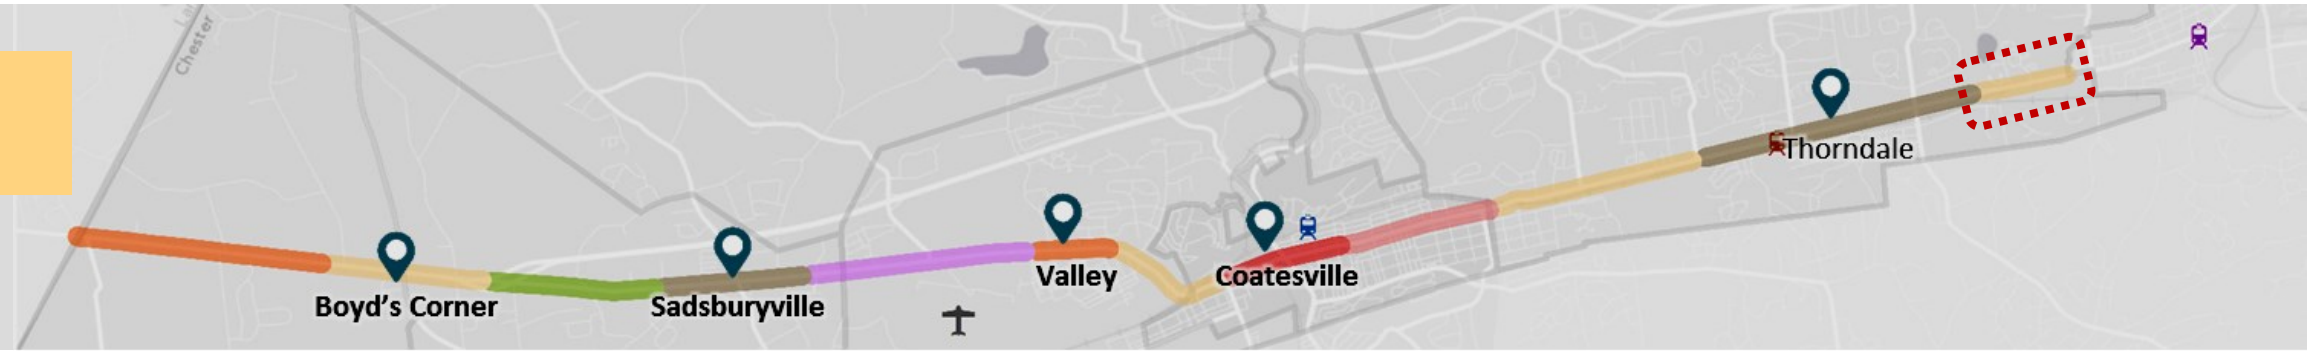 Chester
Boyd's Corner
Sadsburyville
Valley
Coatesville
Thorndale